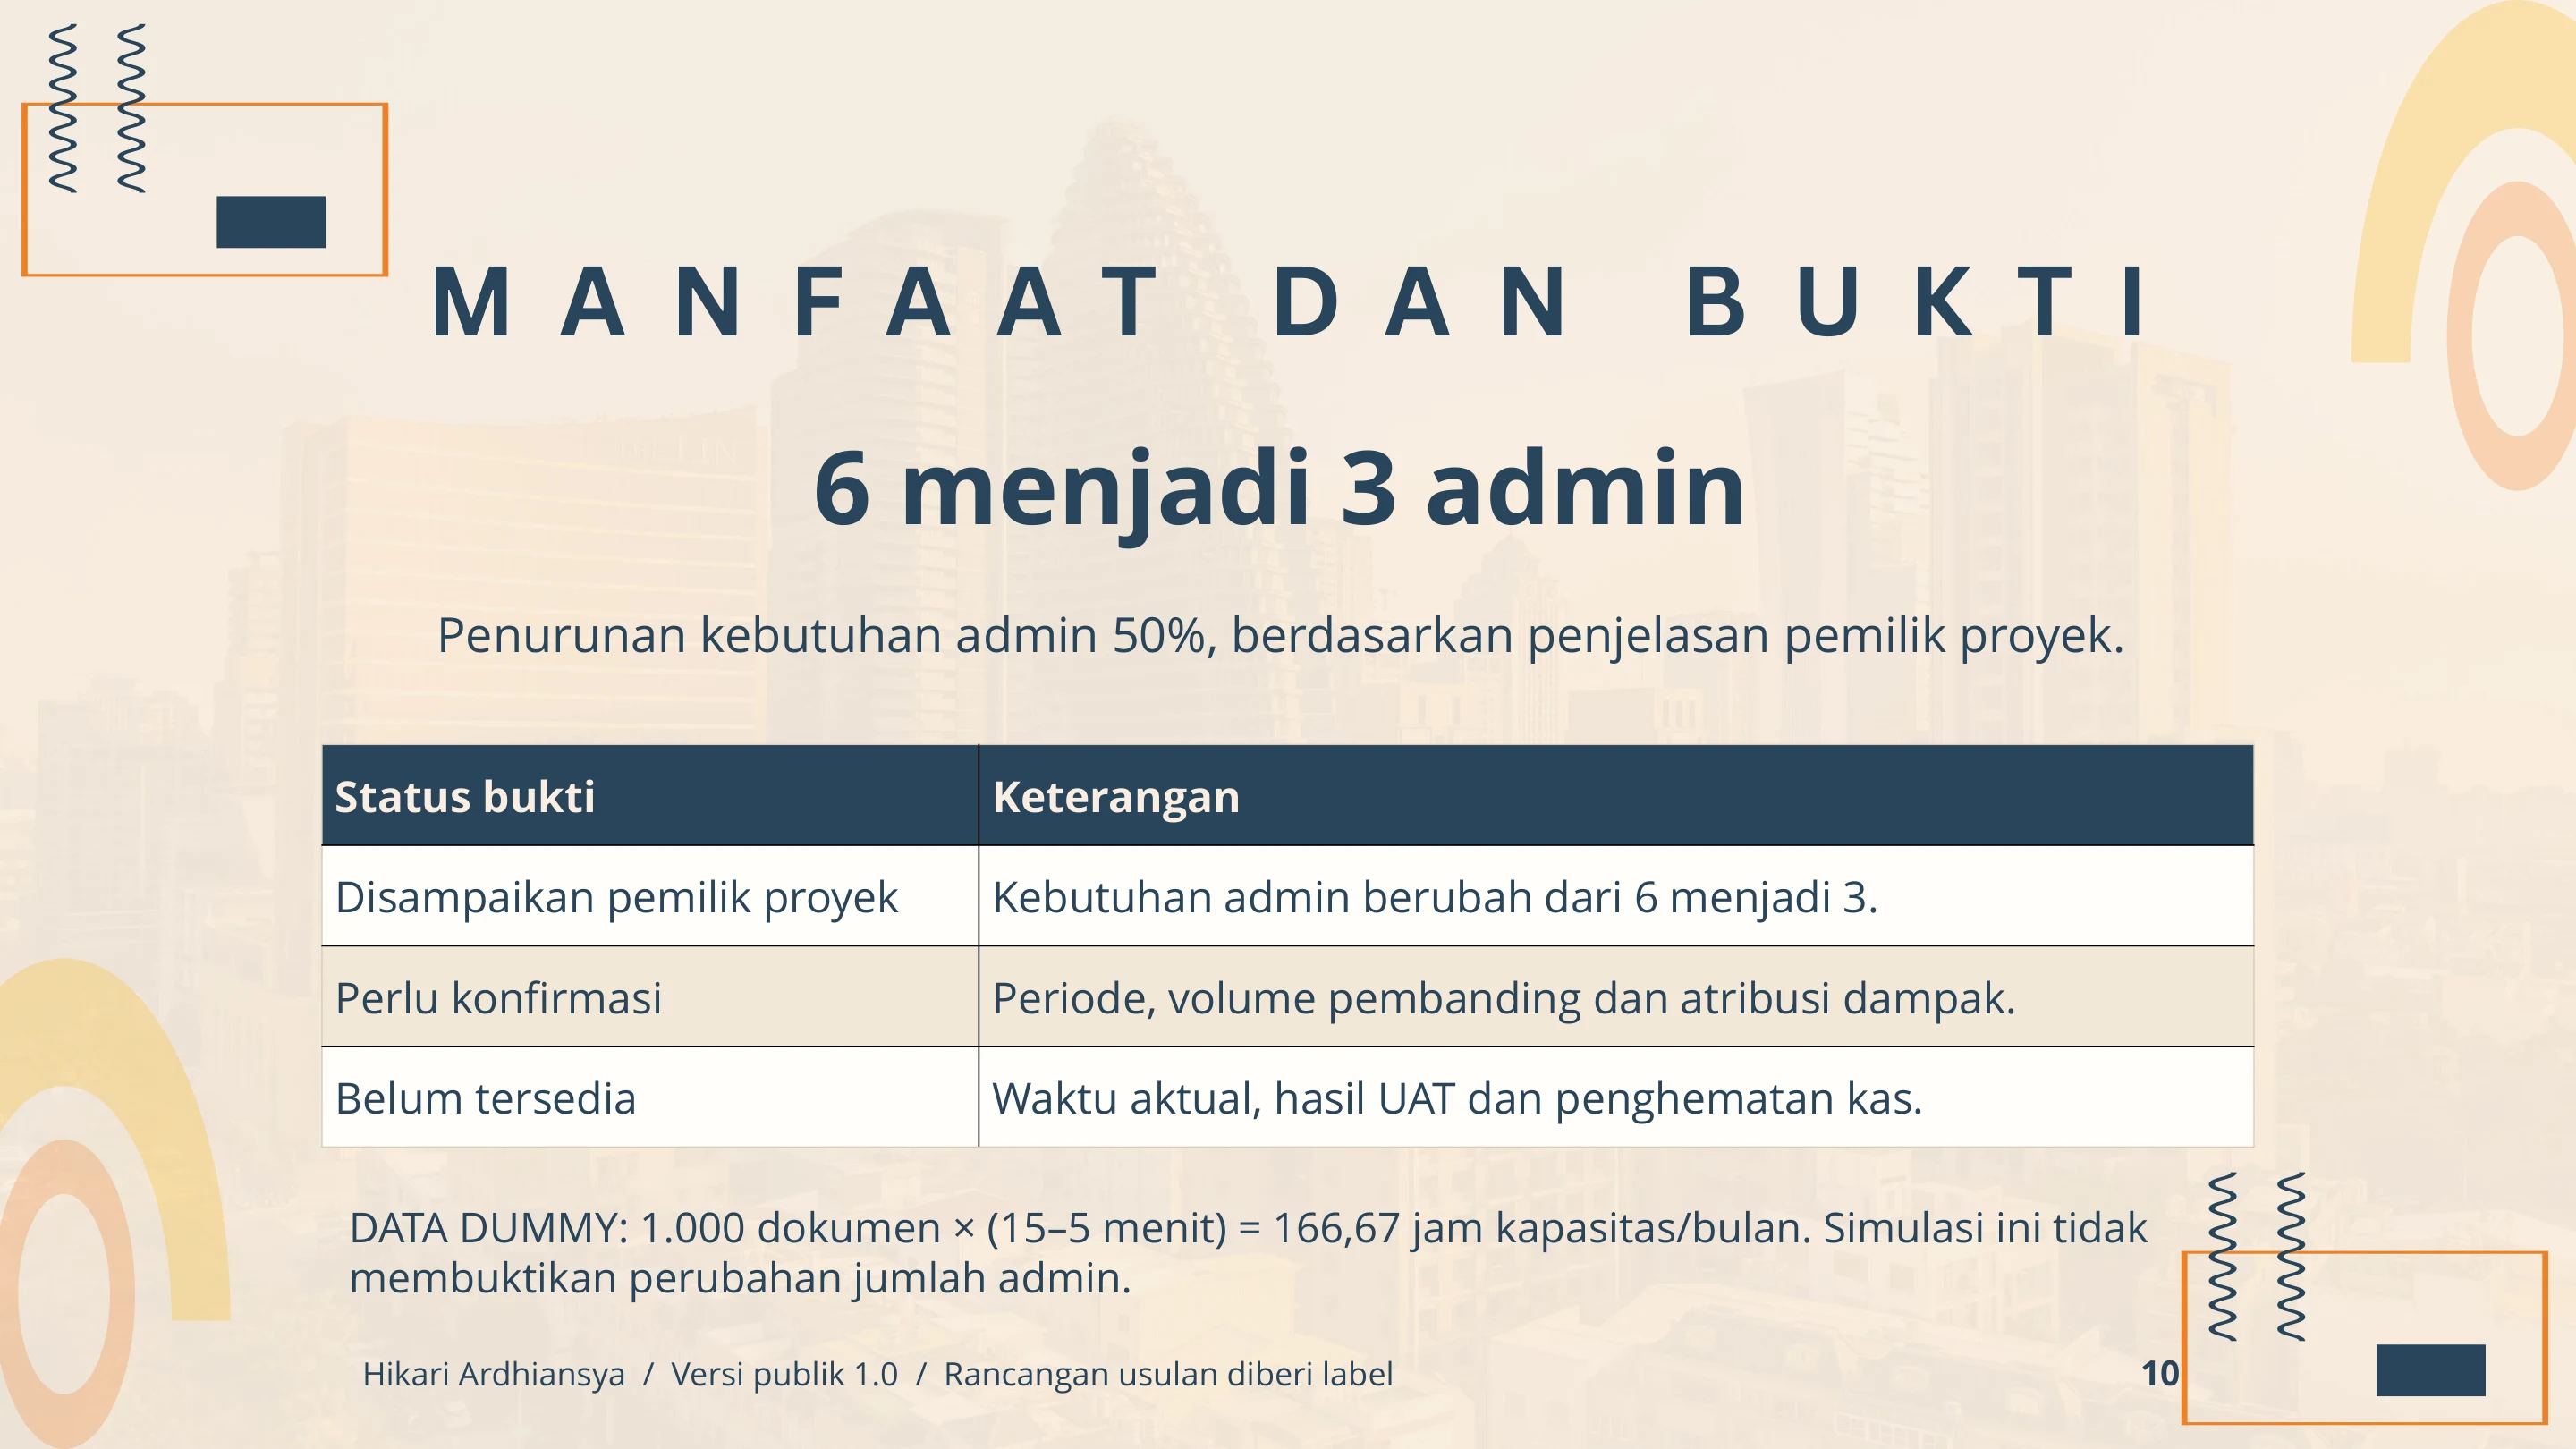 MANFAAT DAN BUKTI
6 menjadi 3 admin
Penurunan kebutuhan admin 50%, berdasarkan penjelasan pemilik proyek.
Status bukti Keterangan
Disampaikan pemilik proyek Kebutuhan admin berubah dari 6 menjadi 3.
Perlu konfirmasi Periode, volume pembanding dan atribusi dampak.
Belum tersedia Waktu aktual, hasil UAT dan penghematan kas.
DATA DUMMY: 1.000 dokumen × (15–5 menit) = 166,67 jam kapasitas/bulan. Simulasi ini tidak
membuktikan perubahan jumlah admin.
Hikari Ardhiansya / Versi publik 1.0 / Rancangan usulan diberi label 10